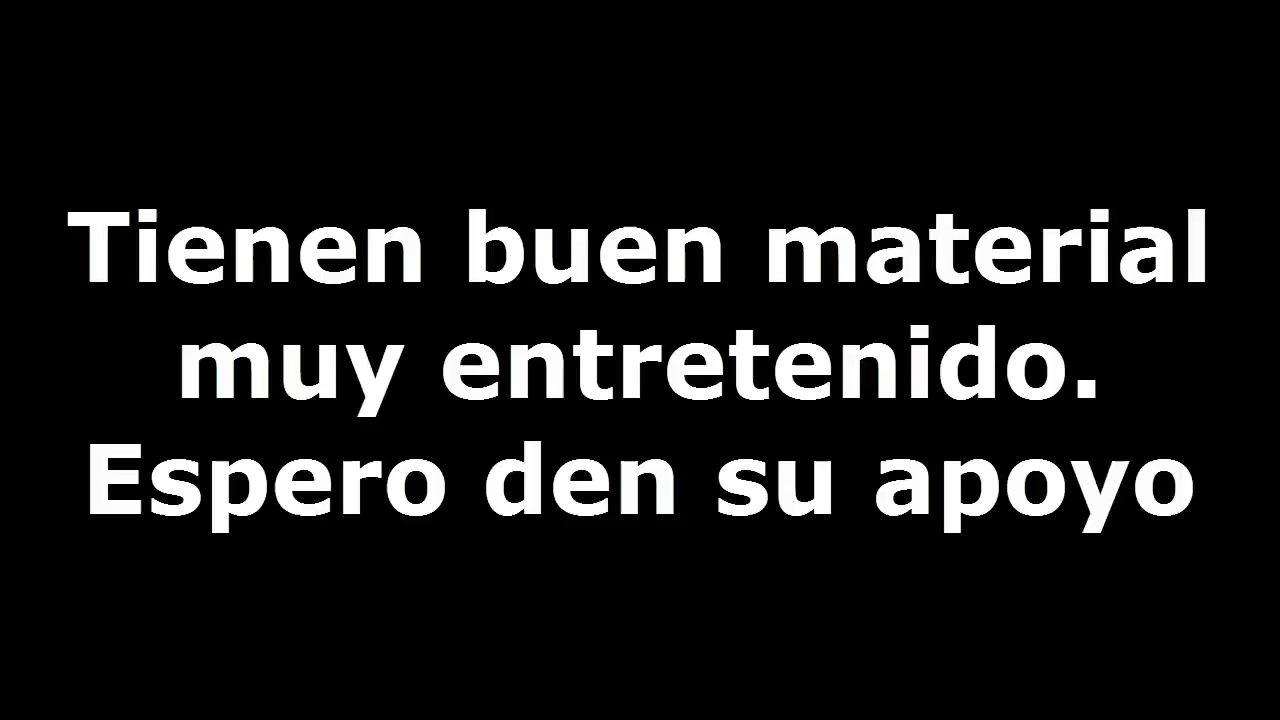 Tienen buen material
muy entretenido.
Espero den su apoyo